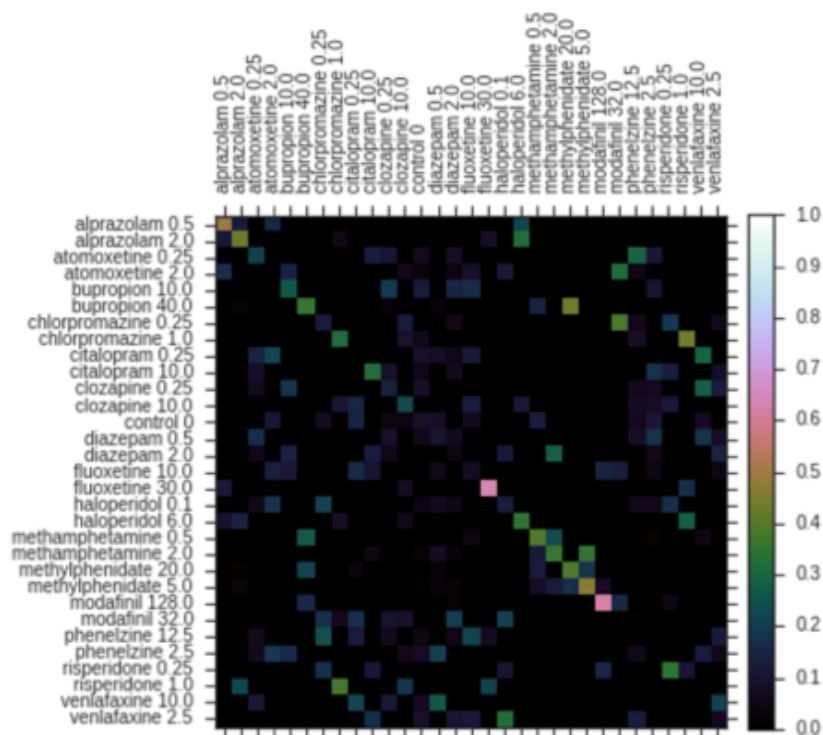 alprazolam 0.5
alprazolam 2.0
atomoxetine 0.25
atomoxetine 2.0
bupropion 10.0
bupropion 40.0
chlorpromazine 0.25
chlorpromazine 1.0
citalopram 0.25
citalopram 10.0
clozapine 0.25
clozapine 10.0
control 0
diazepam 0.5
diazepam 2.0
fluoxetine 10.0
fluoxetine 30.0
haloperidol 0.1
haloperidol 6.0
methamphetamine 0.5
methamphetamine 2.0
methylphenidate 20.0
methylphenidate 5.0
modafinil 128.0
modafinil 32.0
phenelzine 12.5
phenelzine 2.5
risperidone 0.25
risperidone 1.0
venlafaxine 10.0
venlafaxine 2.5
alprazolam 0.5
alprazolam 2.0
atomoxetine 0.25
atomoxetine 2.0
bupropion 10.0
bupropion 40.0
chlorpromazine 0.25
chlorpromazine 1.0
citalopram 0.25
citalopram 10.0
clozapine 0.25
clozapine 10.0
control 0
diazepam 0.5
diazepam 2.0
fluoxetine 10.0
fluoxetine 30.0
haloperidol 0.1
haloperidol 6.0
methamphetamine 0.5
methamphetamine 2.0
methylphenidate 20.0
methylphenidate 5.0
modafinil 128.0
modafinil 32.0
phenelzine 12.5
phenelzine 2.5
risperidone 0.25
risperidone 1.0
venlafaxine 10.0
venlafaxine 2.5
1.0
0.9
0.8
0.7
0.6
0.5
0.4
0.3
0.2
0.1
0.0